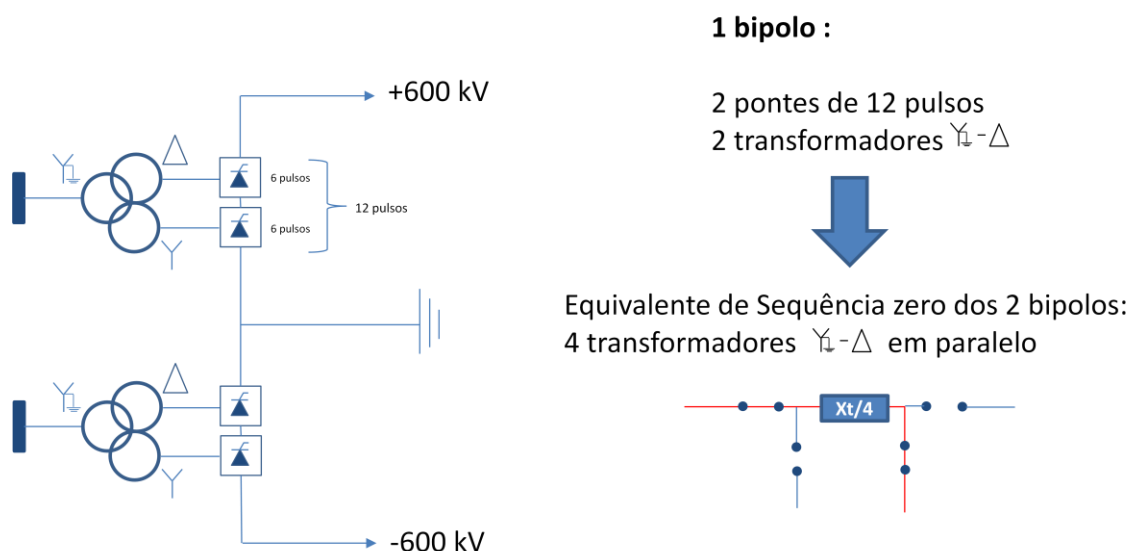 +600 kV
6 pulsos
6 pulsos
12 pulsos
-600 kV
1 bipolo :
2 pontes de 12 pulsos
2 transformadores Y-Δ
Equivalente de Sequência zero dos 2 bipolos:
4 transformadores Y-Δ em paralelo
Xt/4